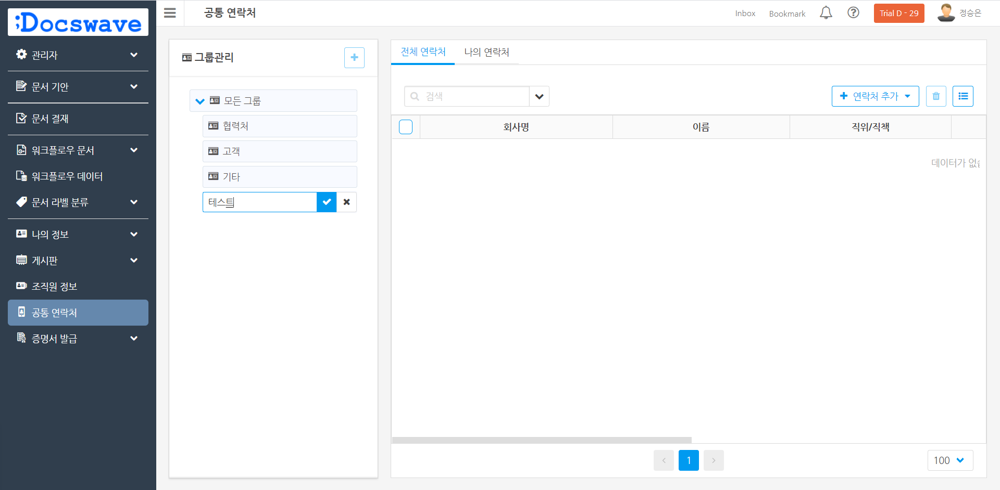 ;Docswave
관리자
문서 기안
문서 결재
워크플로우 문서
워크플로우 데이터
문서 라벨 분류
나의 정보
게시판
조직원 정보
공통 연락처
증명서 발급
공통 연락처
Inbox
Bookmark
Trial D - 29
정승은
그룹관리
모든 그룹
협력처
고객
기타
테스트
전체 연락처
나의 연락처
검색
연락처 추가
회사명
이름
직위/직책
데이터가 없
1
100